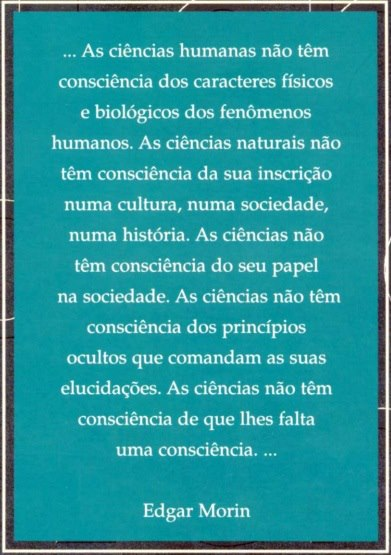 ... As ciências humanas não têm
consciência dos caracteres físicos
e biológicos dos fenômenos
humanos. As ciências naturais não
têm consciência da sua inscrição
numa cultura, numa sociedade,
numa história. As ciências não
têm consciência do seu papel
na sociedade. As ciências não têm
consciência dos princípios
ocultos que comandam as suas
elucidações. As ciências não têm
consciência de que lhes falta
uma consciência. ...
Edgar Morin